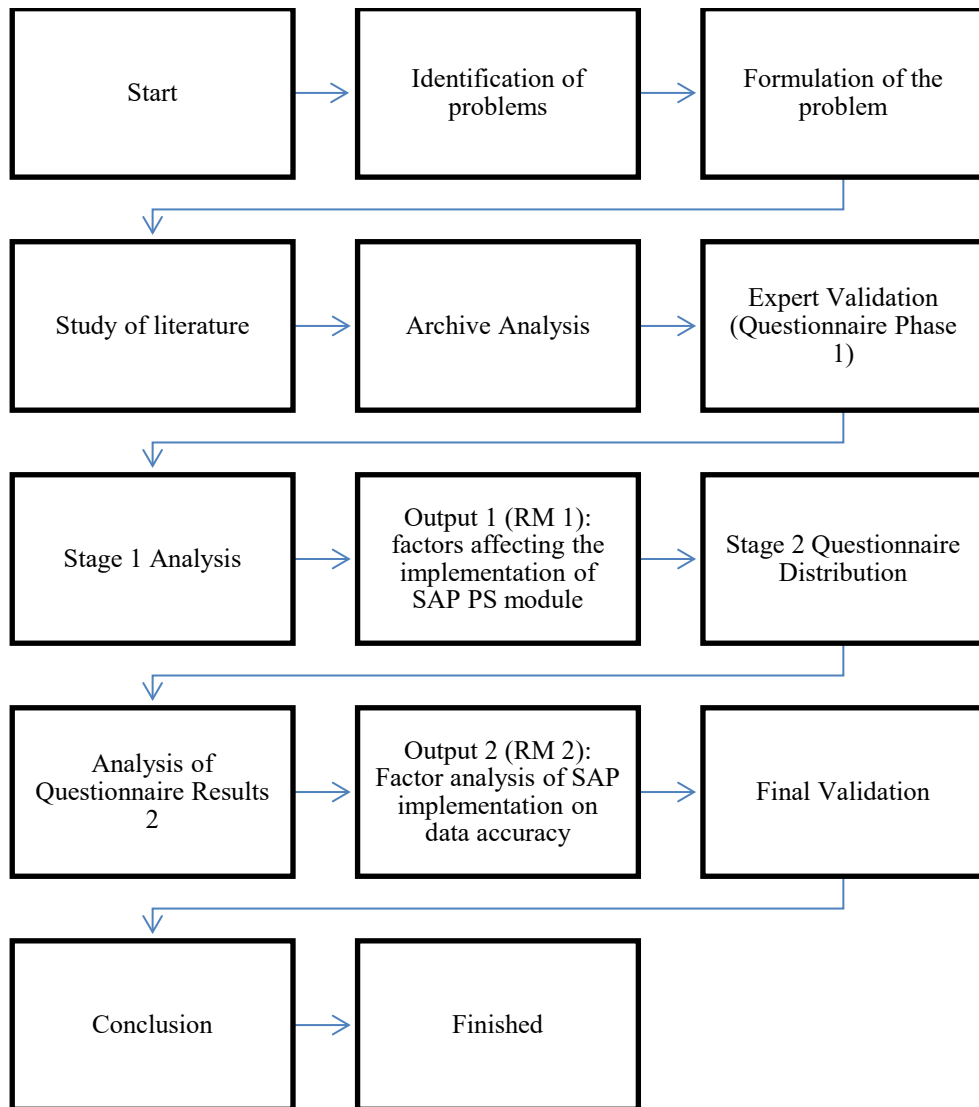 Start
Identification of
problems
Formulation of the
problem
Study of literature
Archive Analysis
Expert Validation
(Questionnaire Phase
1)
Stage 1 Analysis
Output 1 (RM 1):
factors affecting the
implementation of
SAP PS module
Stage 2 Questionnaire
Distribution
Analysis of
Questionnaire Results
2
Output 2 (RM 2):
Factor analysis of SAP
implementation on
data accuracy
Final Validation
Conclusion
Finished